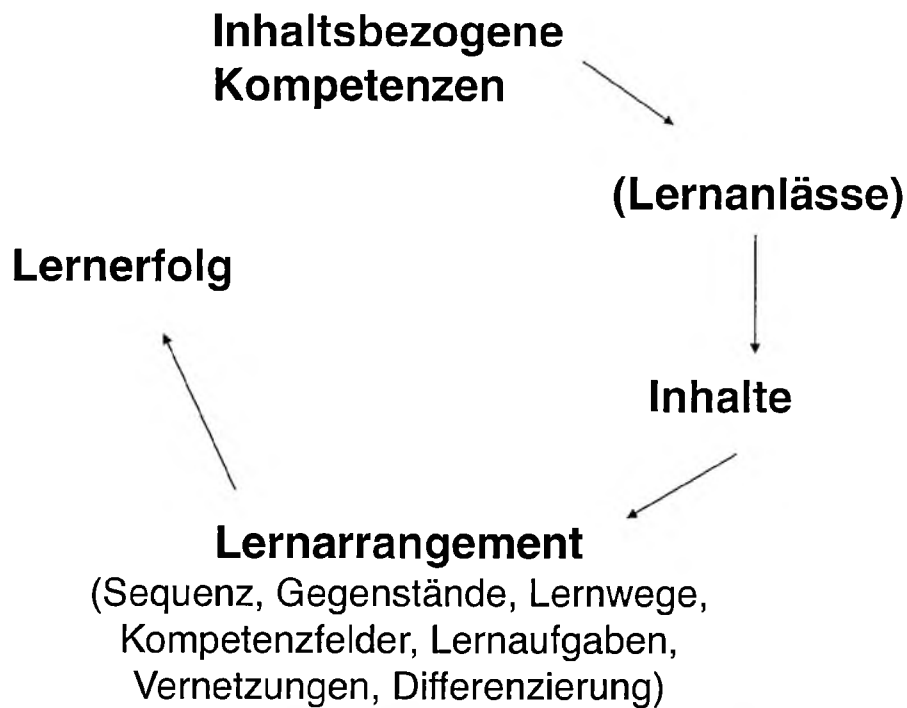 Inhaltsbezogene
Kompetenzen
(Lernanlässe)
Lernerfolg
Inhalte
Lernarrangement
(Sequenz, Gegenstände, Lernwege,
Kompetenzfelder, Lernaufgaben,
Vernetzungen, Differenzierung)